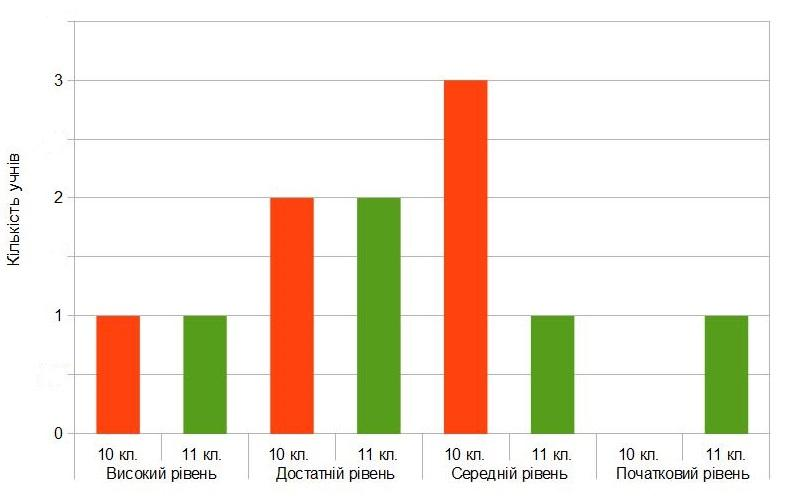 Кількість учнів
3
2
1
0
10 кл. 11 кл. 10 кл. 11 кл. 10 кл. 11 кл. 10 кл. 11 кл.
Високий рівень Достатній рівень Середній рівень Початковий рівень